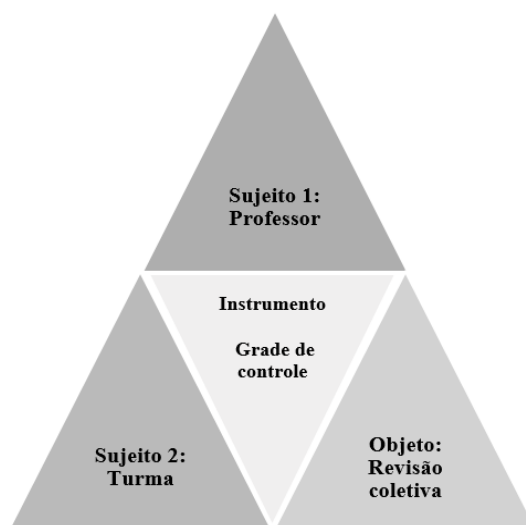 Sujeito 1:
Professor
Instrumento
Grade de
controle
Sujeito 2:
Turma
Objeto:
Revisão
coletiva